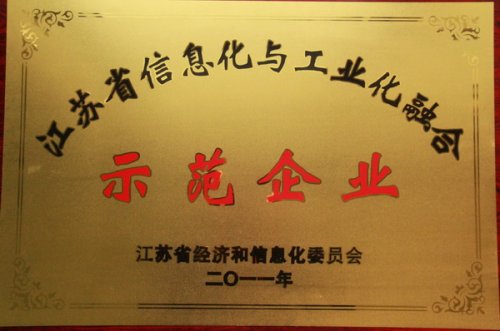 江苏省信息化与工业化融合
示范企业
江苏省经济和信息化委员会
二〇一一年